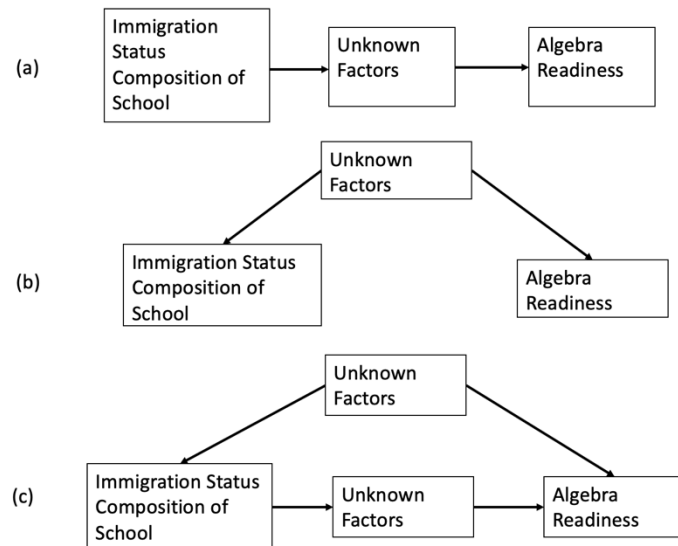 (a)
Immigration
Status
Composition of
School
Unknown
Factors
Algebra
Readiness
(b)
Unknown
Factors
Immigration Status
Composition of
School
Algebra
Readiness
(c)
Unknown
Factors
Immigration Status
Composition of
School
Unknown
Factors
Algebra
Readiness